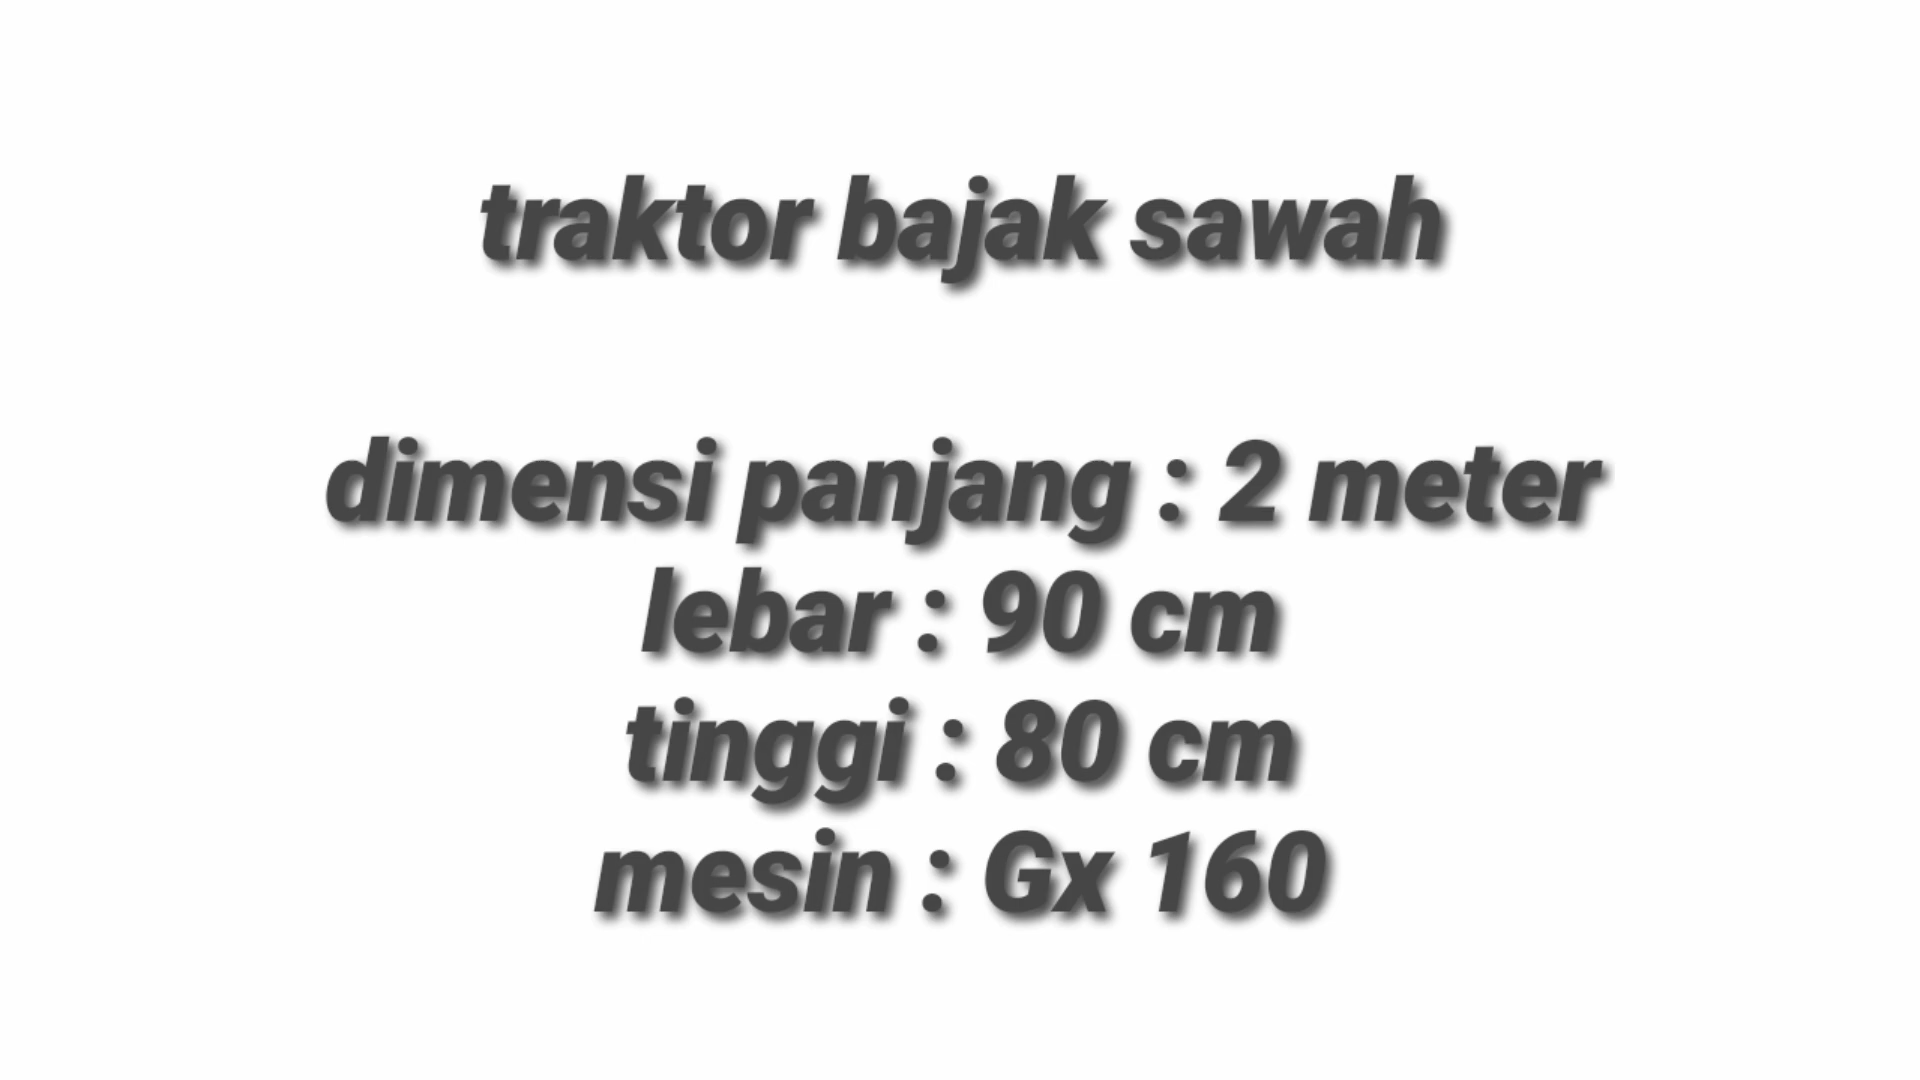 traktor bajak sawah
dimensi panjang : 2 meter
lebar : 90 cm
tinggi : 80 cm
mesin : Gx 160